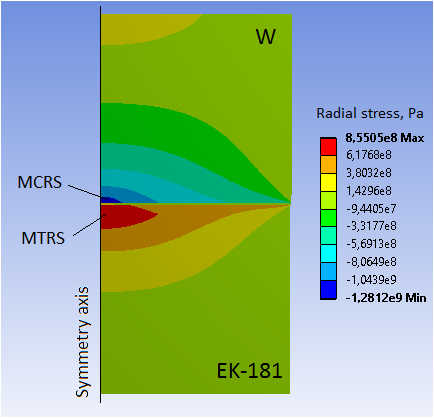 W
Radial stress, Pa
8,5505e8 Max
6,1768e8
3,8032e8
1,4296e8
-9,4405e7
-3,3177e8
-5,6913e8
-8,0649e8
-1,0439e9
-1,2812e9 Min
MCRS
MTRS
Symmetry axis
EK-181